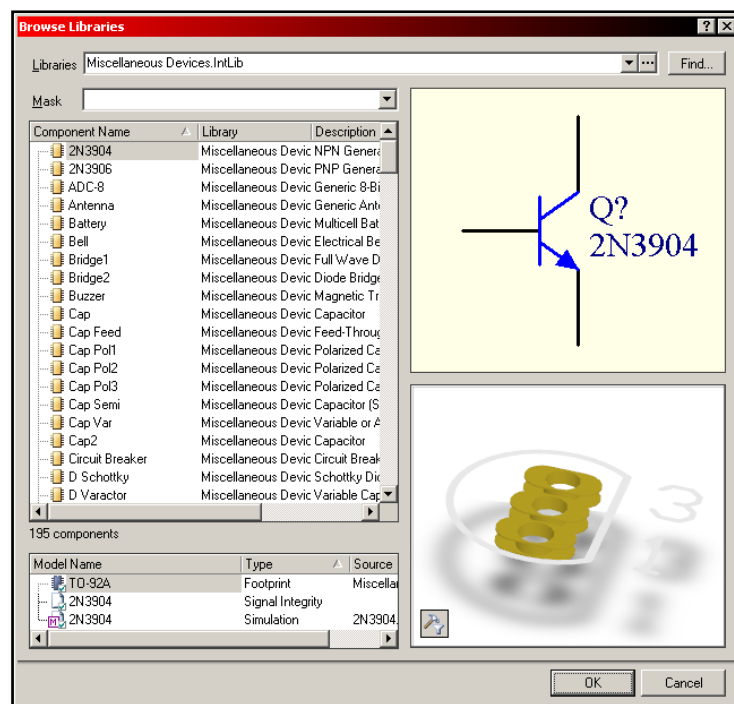 Browse Libraries
Libraries Miscellaneous Devices.IntLib Find...
Mask
Component Name Library Description
2N3904 Miscellaneous Devic NPN Genera
2N3906 Miscellaneous Devic PNP Genera
ADC-8 Miscellaneous Devic Generic 8-Bi
Antenna Miscellaneous Devic Generic Ant
Battery Miscellaneous Devic Multicell Bat
Bell Miscellaneous Devic Electrical Be
Bridge1 Miscellaneous Devic Full Wave D
Bridge2 Miscellaneous Devic Diode Bridge
Buzzer Miscellaneous Devic Magnetic Tr
Cap Miscellaneous Devic Capacitor
Cap Feed Miscellaneous Devic Feed-Throug
Cap Pol1 Miscellaneous Devic Polarized Ca
Cap Pol2 Miscellaneous Devic Polarized Ca
Cap Pol3 Miscellaneous Devic Polarized Ca
Cap Semi Miscellaneous Devic Capacitor (S
Cap Var Miscellaneous Devic Variable or A
Cap2 Miscellaneous Devic Capacitor
Circuit Breaker Miscellaneous Devic Circuit Break
D Schottky Miscellaneous Devic Schottky Dio
D Varactor Miscellaneous Devic Variable Cap
195 components
Q?
2N3904
Model Name Type Source
TO-92A Footprint Miscellar
2N3904 Signal Integrity
2N3904 Simulation 2N3904.
3
1
OK Cancel